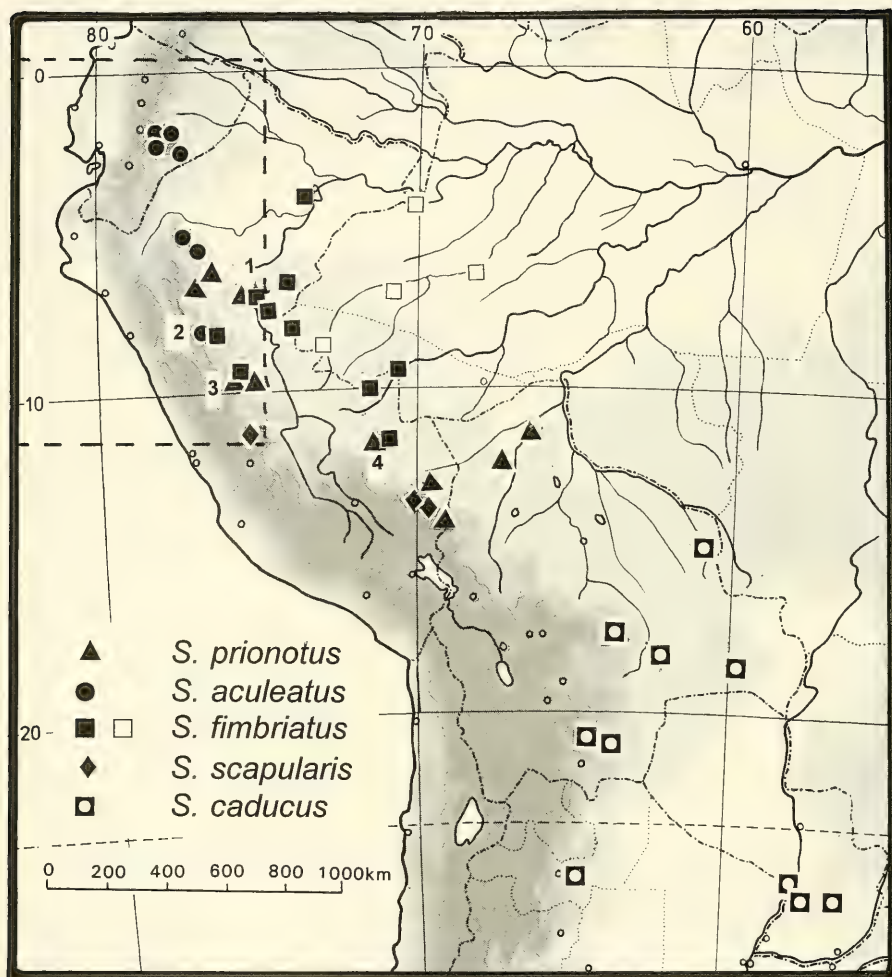 80 70 60
0
1
2
3
10
4
S. prionotus
S. aculeatus
S. fimbriatus
S. scapularis
20
S. caducus
0 200 400 600 800 1000km